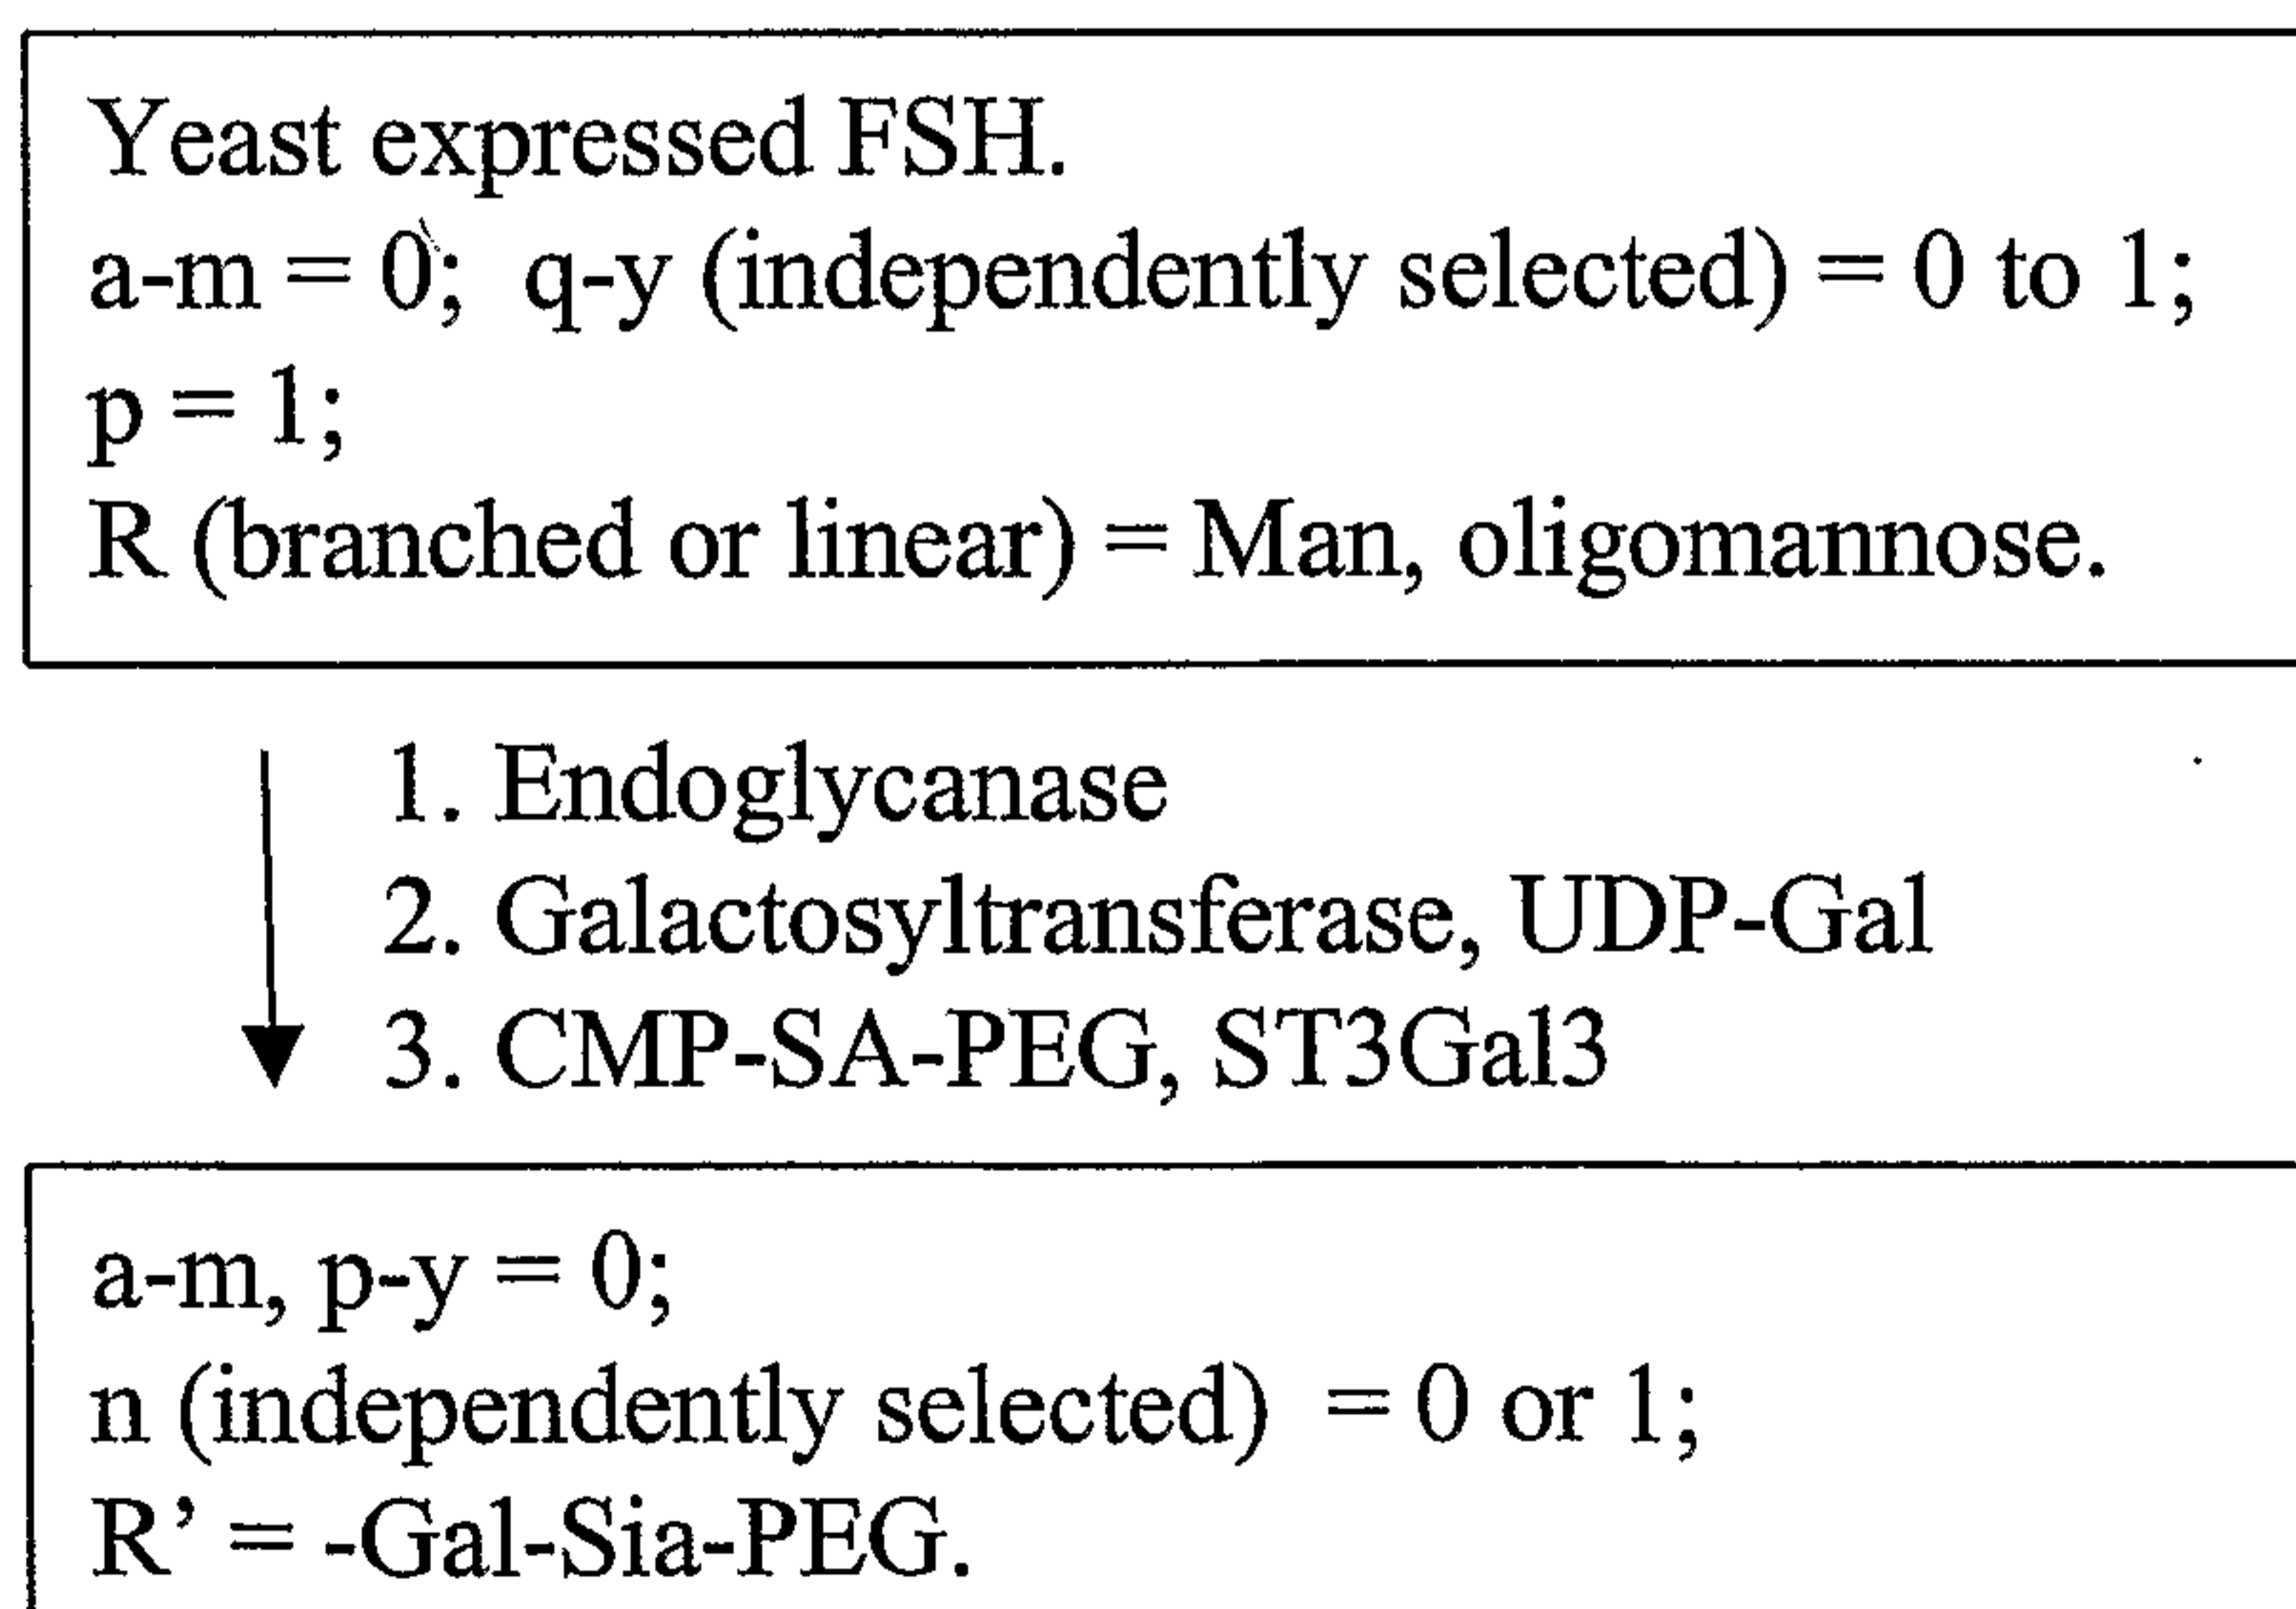 Yeast expressed FSH.
a-m = 0; q-y (independently selected) = 0 to 1;
p = 1;
R (branched or linear) = Man, oligomannose.
1. Endoglycanase
2. Galactosyltransferase, UDP-Gal
3. CMP-SA-PEG, ST3Gal3
a-m, p-y = 0;
n (independently selected) = 0 or 1;
R’ = -Gal-Sia-PEG.